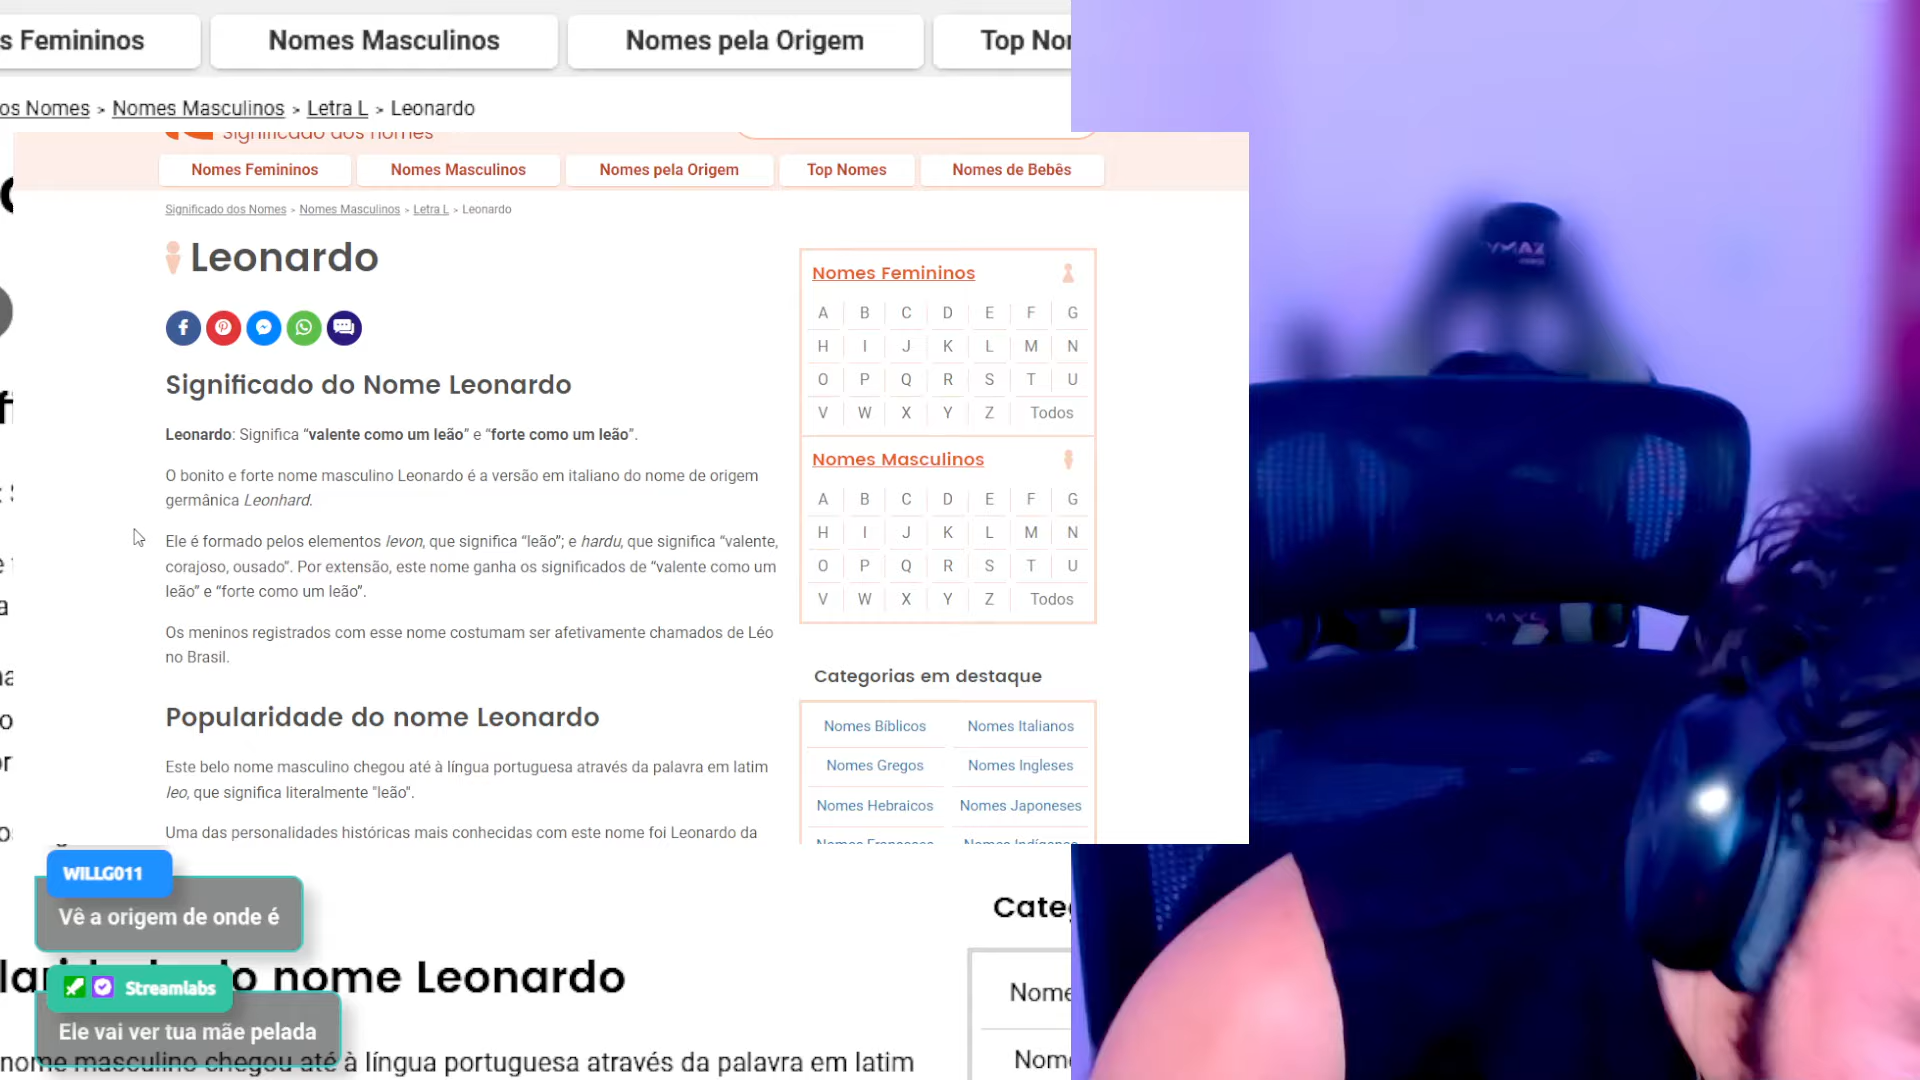 s Femininos
Nomes Masculinos
Nomes pela Origem
Top Nor
os Nomes > Nomes Masculinos > Letra L > Leonardo
Significado dos nomes
Nomes Femininos
Nomes Masculinos
Nomes pela Origem
Top Nomes
Nomes de Bebês
Significado dos Nomes > Nomes Masculinos > Letra L > Leonardo
Leonardo
Significado do Nome Leonardo
Leonardo: Significa “valente como um leão” e “forte como um leão”.
O bonito e forte nome masculino Leonardo é a versão em italiano do nome de origem
germânica Leonhard.
Ele é formado pelos elementos levon, que significa “leão”; e hardu, que significa “valente,
corajoso, ousado”. Por extensão, este nome ganha os significados de “valente como um
leão” e “forte como um leão”.
Os meninos registrados com esse nome costumam ser afetivamente chamados de Léo
no Brasil.
Popularidade do nome Leonardo
Este belo nome masculino chegou até à língua portuguesa através da palavra em latim
leo, que significa literalmente "leão".
Uma das personalidades históricas mais conhecidas com este nome foi Leonardo da
Nomes Femininos
A B C D E F G
H I J K L M N
O P Q R S T U
V W X Y Z Todos
Nomes Masculinos
A B C D E F G
H I J K L M N
O P Q R S T U
V W X Y Z Todos
Categorias em destaque
Nomes Bíblicos
Nomes Italianos
Nomes Gregos
Nomes Ingleses
Nomes Hebraicos
Nomes Japoneses
WILLG011
Vê a origem de onde é
Streamlabs
Ele vai ver tua mãe pelada
o nome Leonardo
nome masculino chegou até à língua portuguesa através da palavra em latim
Cate
Nome
Nom